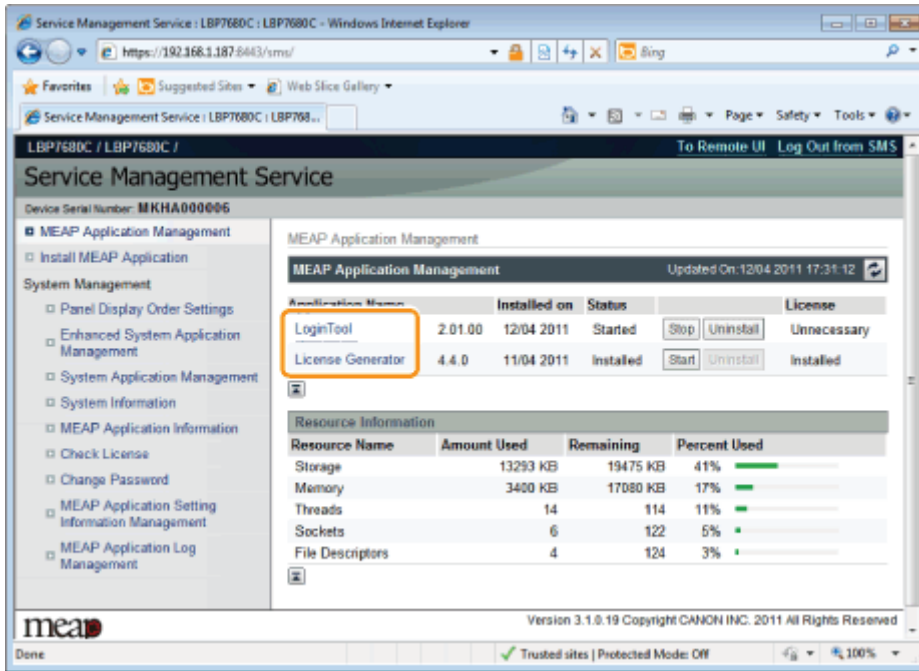 Service Management Service : LBP7680C : LBP7680C - Windows Internet Explorer
https://192.168.1.187:8443/sms/
Bing
Favorites Suggested Sites Web Slice Gallery
Service Management Service : LBP7680C : LBP768... Page Safety Tools
LBP7680C / LBP7680C / To Remote UI Log Out from SMS
Service Management Service
Device Serial Number: MKHA000006
MEAP Application Management
Install MEAP Application
System Management
Panel Display Order Settings
Enhanced System Application
Management
System Application Management
System Information
MEAP Application Information
Check License
Change Password
MEAP Application Setting
Information Management
MEAP Application Log
Management
MEAP Application Management
MEAP Application Management Updated On:12/04 2011 17:31:12
Application Name Installed on Status License
LoginTool 2.01.00 12/04 2011 Started Stop Uninstall Unnecessary
License Generator 4.4.0 11/04 2011 Installed Start Uninstall Installed
Resource Information
Resource Name Amount Used Remaining Percent Used
Storage 13293 KB 19475 KB 41%
Memory 3400 KB 17080 KB 17%
Threads 14 114 11%
Sockets 6 122 5%
File Descriptors 4 124 3%
meap Version 3.1.0.19 Copyright CANON INC. 2011 All Rights Reserved
Done Trusted sites | Protected Mode: Off 100%